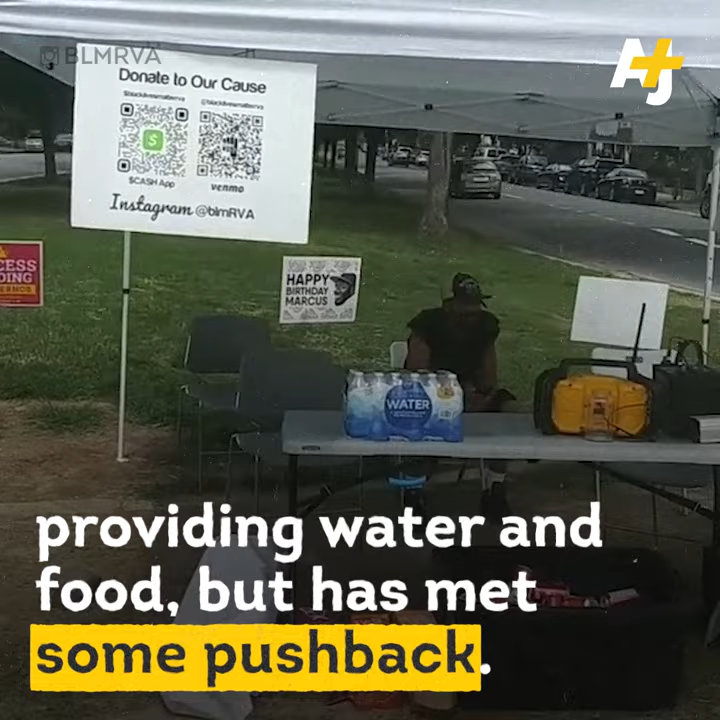 BLMRVA
AJ+
Donate to Our Cause
$CASH App
venmo
Instagram @blmRVA
HAPPY
BIRTHDAY
MARCUS
WATER
providing water and
food, but has met
some pushback.